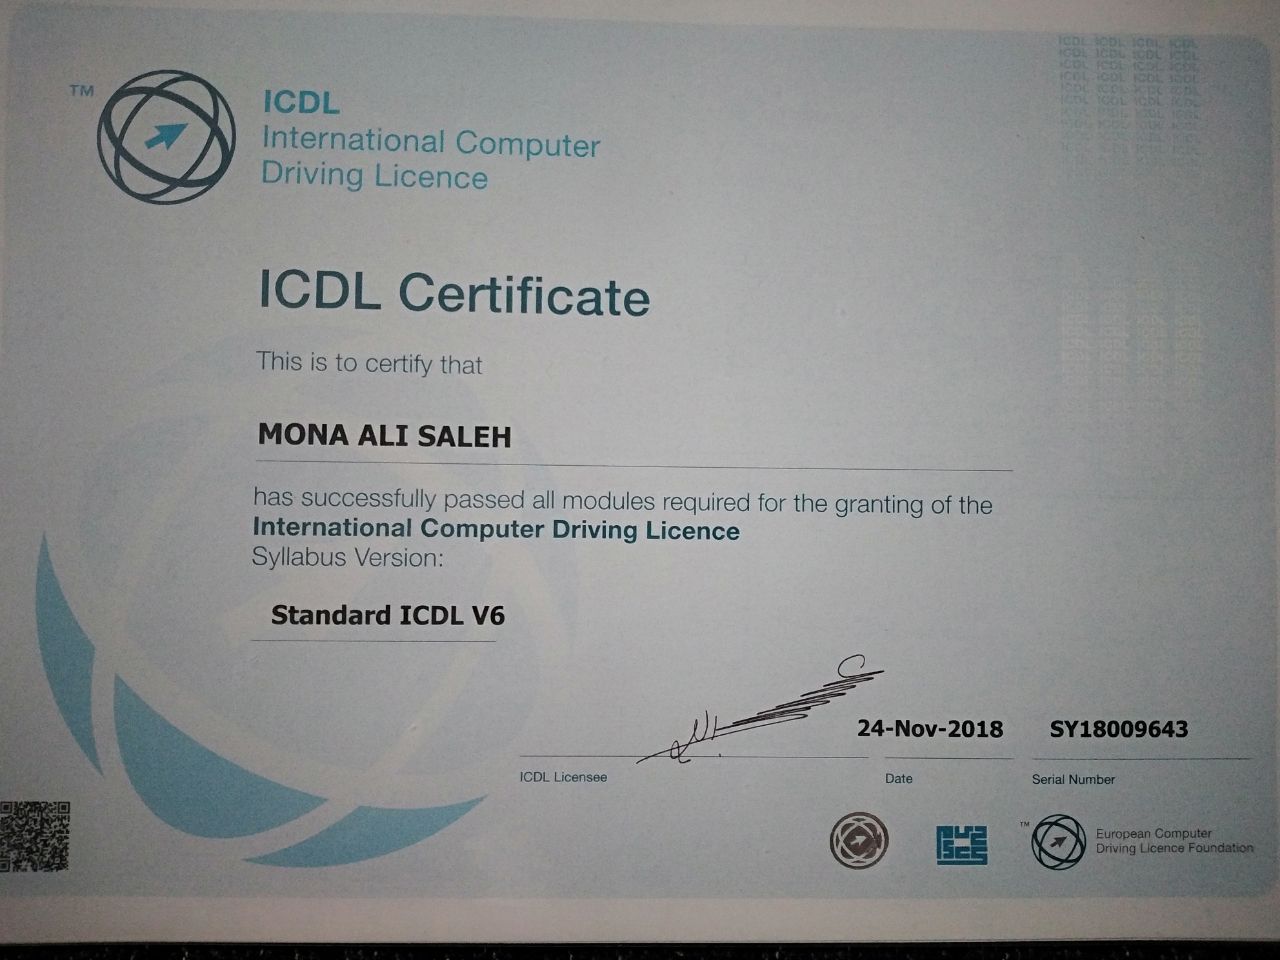 TM
ICDL
International Computer
Driving Licence
ICDL Certificate
This is to certify that
MONA ALI SALEH
has successfully passed all modules required for the granting of the
International Computer Driving Licence
Syllabus Version:
Standard ICDL V6
24-Nov-2018
SY18009643
ICDL Licensee
Date
Serial Number
TM
European Computer
Driving Licence Foundation